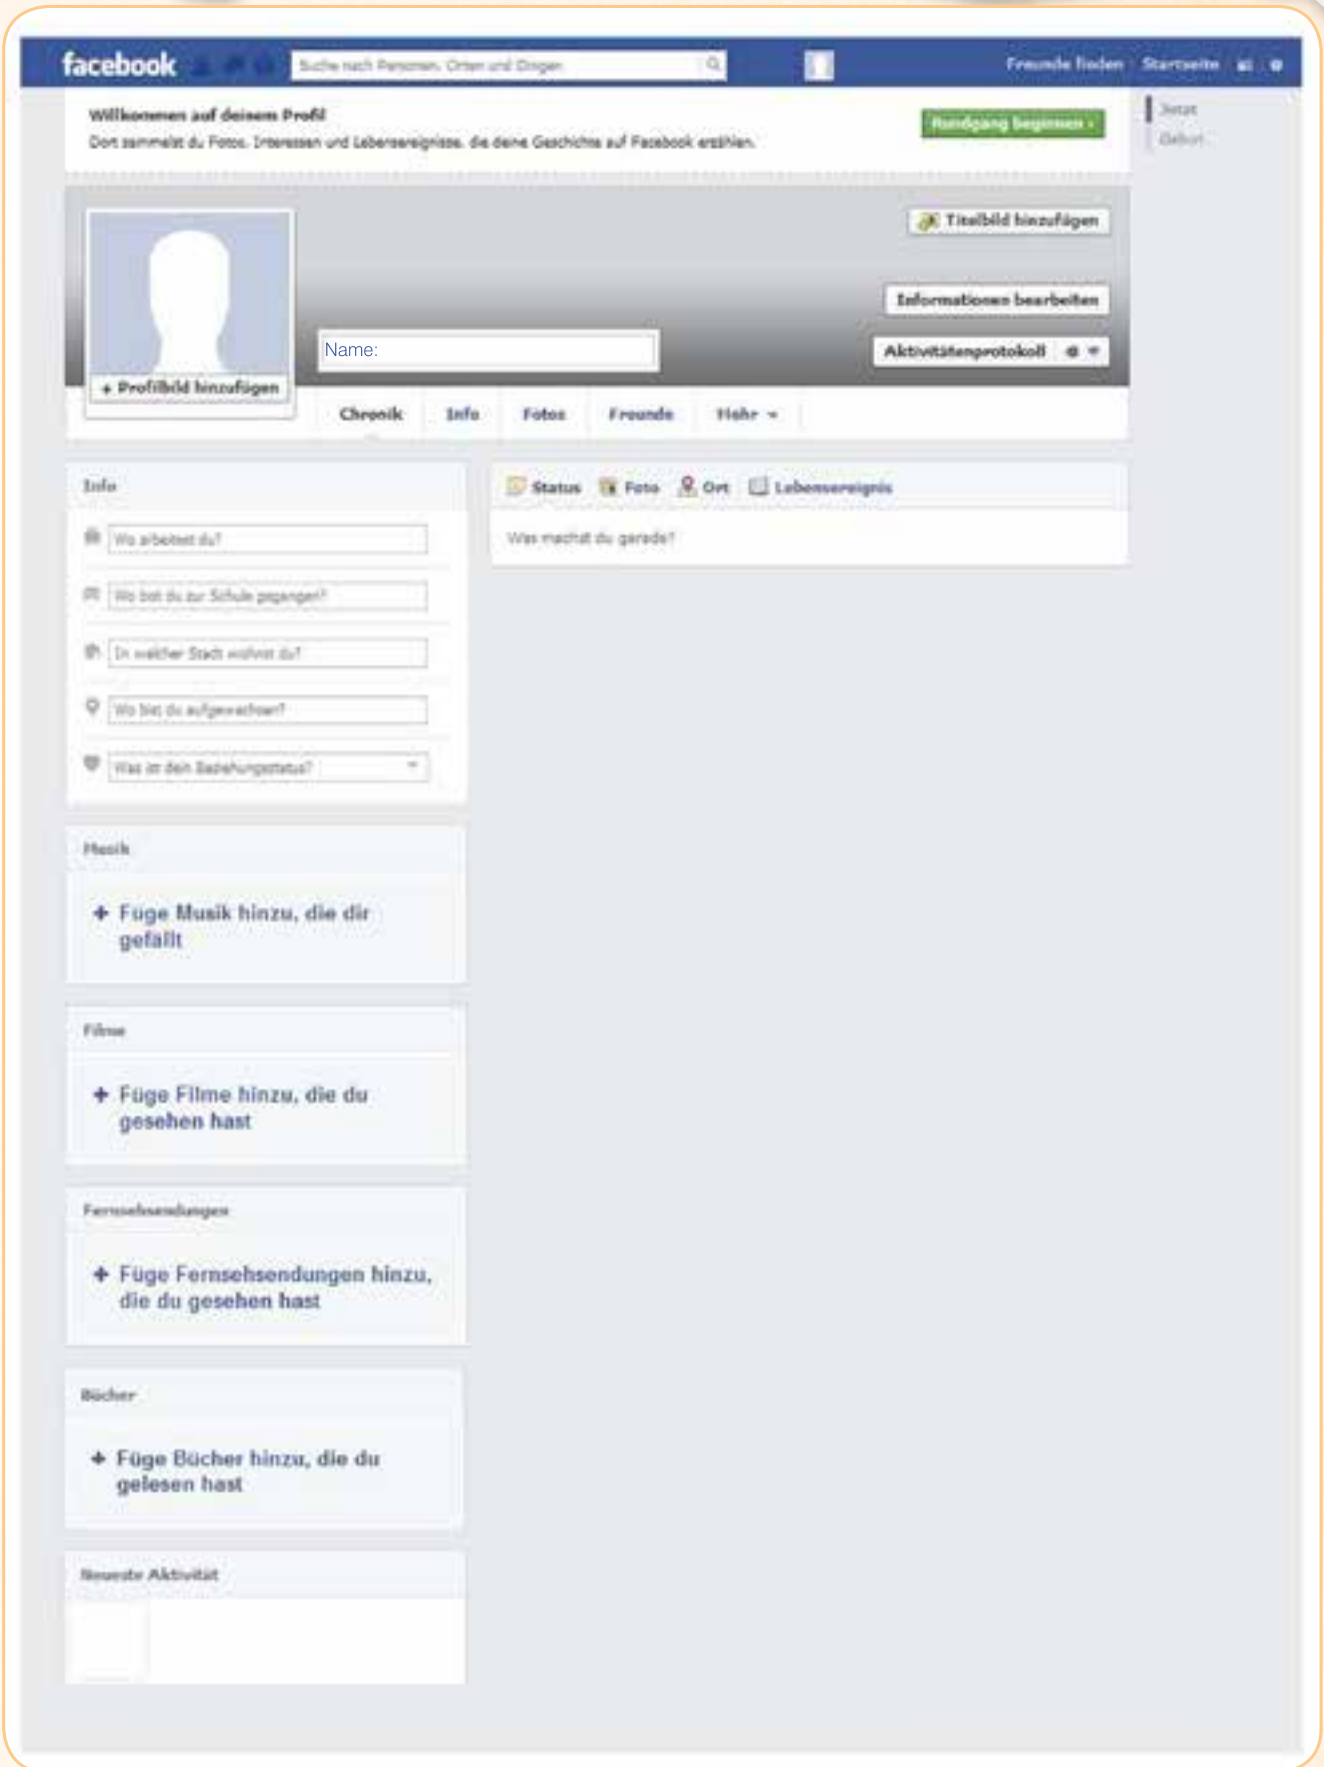 facebook
Suche nach Personen, Orten und Dingen
Freunde finden
Startseite
Willkommen auf deinem Profil
Dort sammelst du Fotos, Interessen und Lebensereignisse, die deine Geschichte auf Facebook erzählen.
Rundgang beginnen
Jetzt
Geburt
Titelbild hinzufügen
Informationen bearbeiten
Name:
Aktivitätenprotokoll
+ Profilbild hinzufügen
Chronik Info Fotos Freunde Mehr
Info
Wo arbeitest du?
Wo bist du zur Schule gegangen?
In welcher Stadt wohnst du?
Wo bist du aufgewachsen?
Was ist dein Beziehungsstatus?
Status Foto Ort Lebensereignis
Was machst du gerade?
Musik
+ Füge Musik hinzu, die dir
gefällt
Filme
+ Füge Filme hinzu, die du
gesehen hast
Fernsehsendungen
+ Füge Fernsehsendungen hinzu,
die du gesehen hast
Bücher
+ Füge Bücher hinzu, die du
gelesen hast
Neueste Aktivität